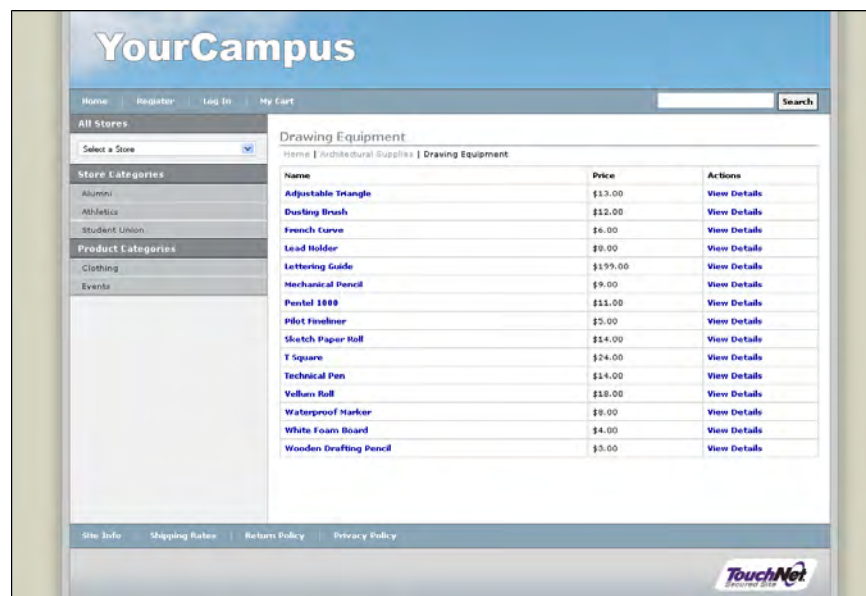 YourCampus
Home Register Log In My Cart Search
All Stores
Select a Store
Store Categories
Alumni
Athletics
Student Union
Product Categories
Clothing
Events
Drawing Equipment
Home | Architectural Supplies | Drawing Equipment
Name Price Actions
Adjustable Triangle $13.00 View Details
Dusting Brush $12.00 View Details
French Curve $6.00 View Details
Lead Holder View Details
Lettering Guide $199.00 View Details
Mechanical Pencil $9.00 View Details
Pentel 1000 $11.00 View Details
Pilot Fineliner $5.00 View Details
Sketch Paper Roll $14.00 View Details
T Square $24.00 View Details
Technical Pen $14.00 View Details
Vellum Roll $18.00 View Details
Waterproof Marker $8.00 View Details
White Foam Board $4.00 View Details
Wooden Drafting Pencil $3.00 View Details
Site Info Shipping Rates Return Policy Privacy Policy
TouchNet
Secured Site